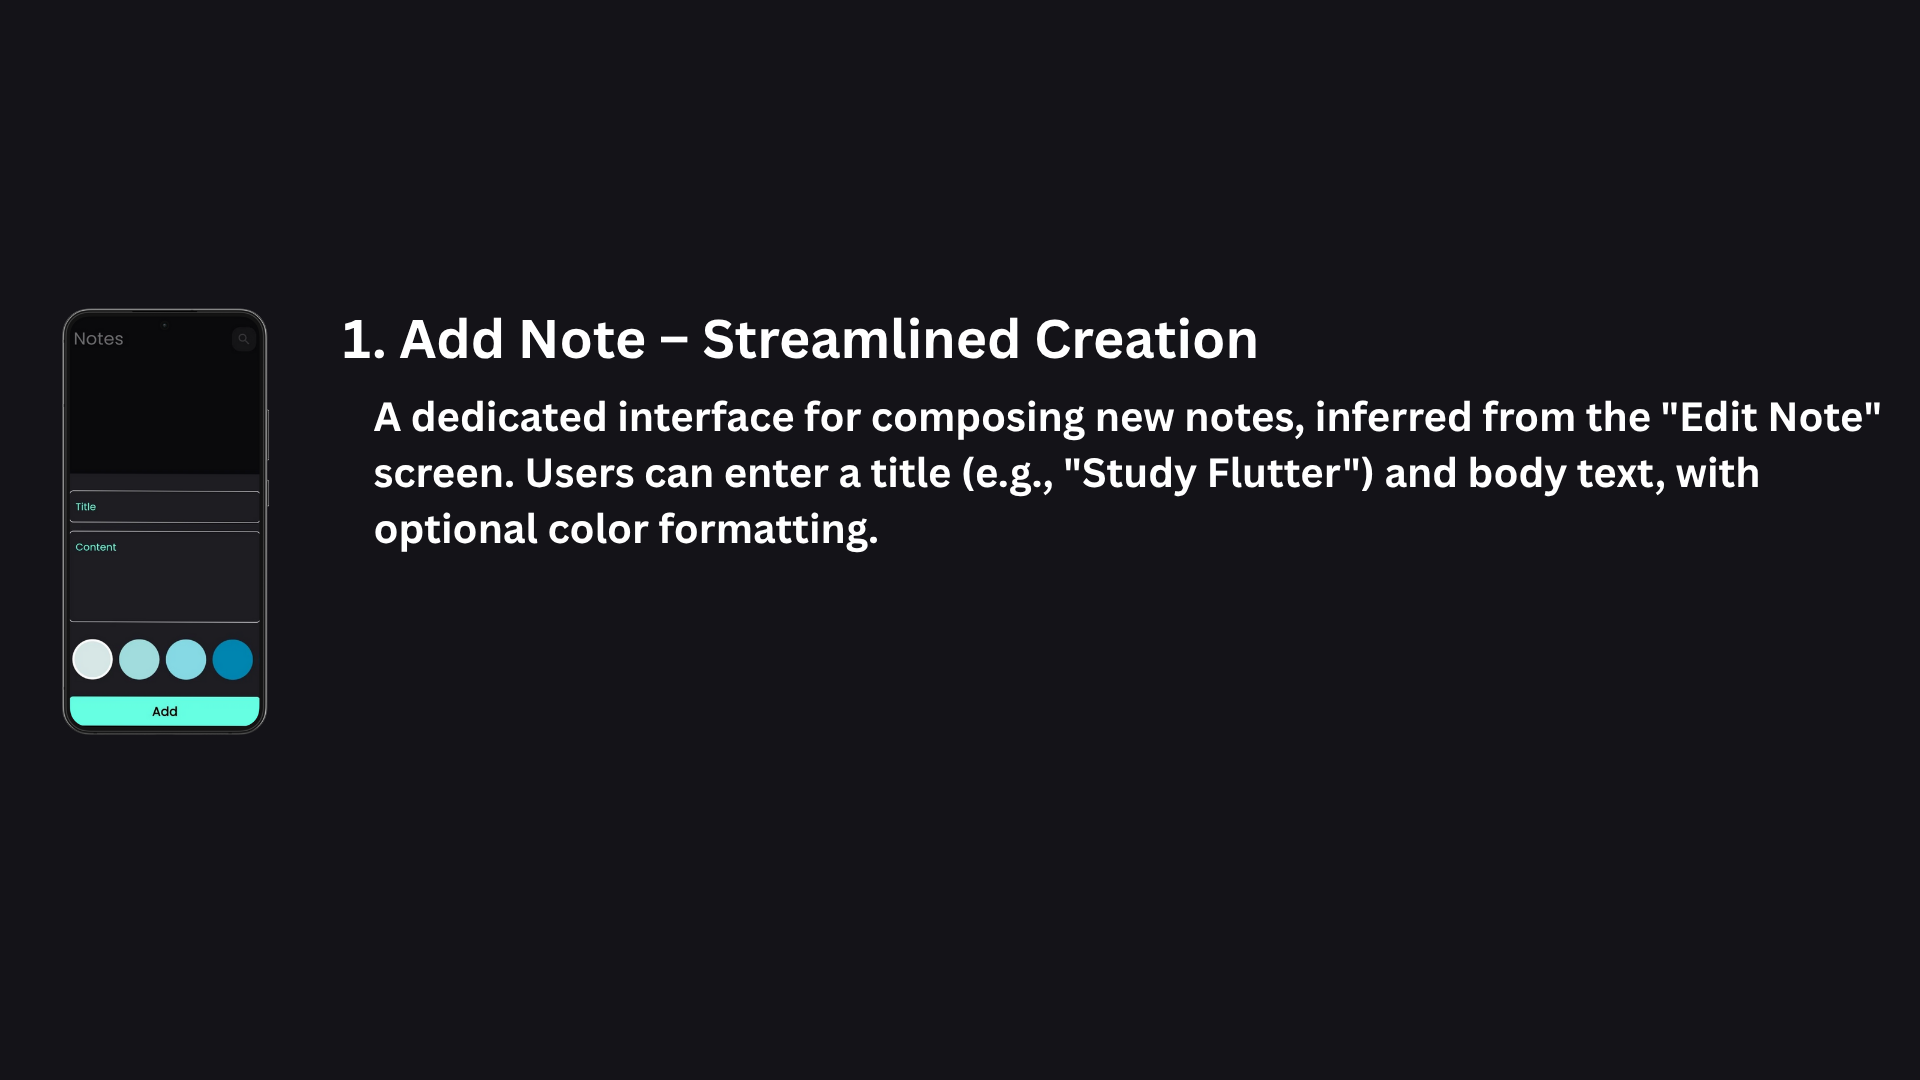 Notes
Title
Content
Add
1. Add Note – Streamlined Creation
A dedicated interface for composing new notes, inferred from the "Edit Note"
screen. Users can enter a title (e.g., "Study Flutter") and body text, with
optional color formatting.